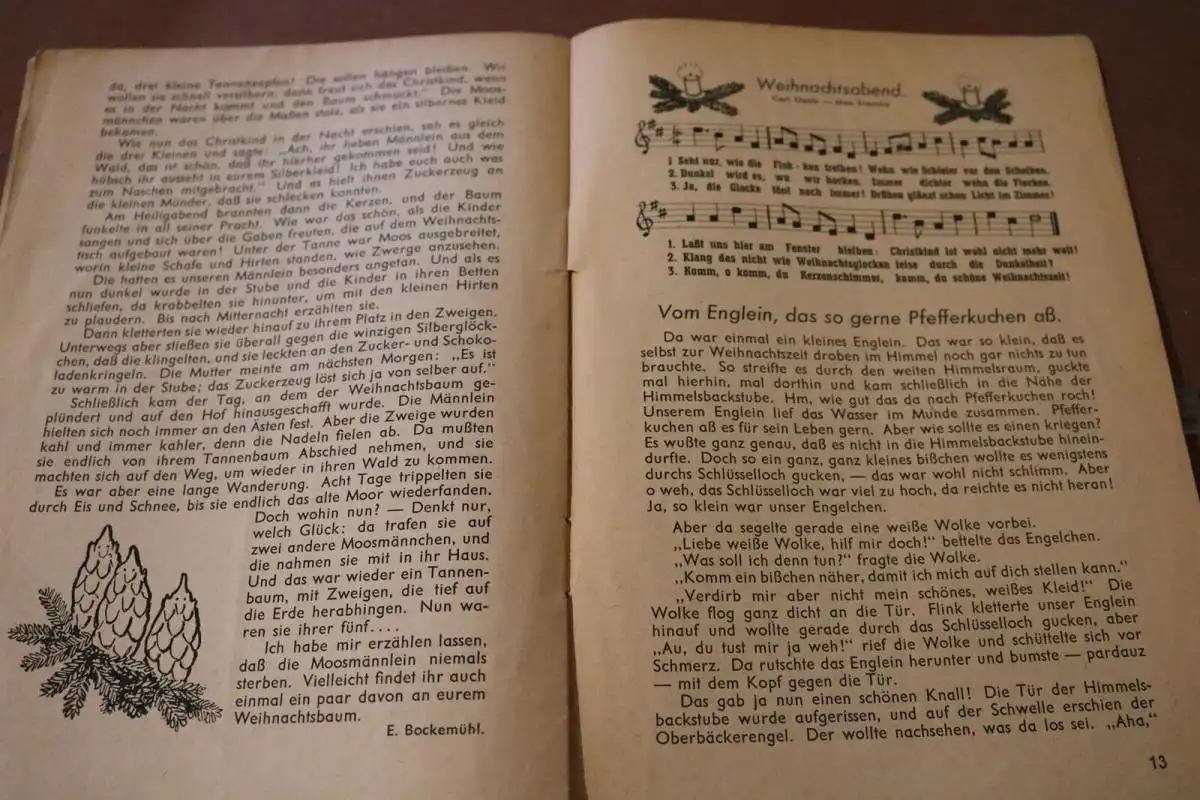 da, drei kleine Tannenzapfen! Die sollen hängen bleiben. Wir
wollen sie schnell versilbern, dann freut sich das Christkind, wenn
es in der Nacht kommt und den Baum schmückt." Die Moos-
männchen waren über die Maßen stolz, als sie ein silbernes Kleid
bekamen.
Wie nun das Christkind in der Nacht erschien, sah es gleich
die drei Kleinen und sagte: „Ach, ihr lieben Männlein aus dem
Wald, das ist schön, daß ihr hierher gekommen seid! Und wie
hübsch ihr ausseht in eurem Silberkleid! Ich habe euch auch was
zum Naschen mitgebracht." Und es hielt ihnen Zuckerzeug an
die kleinen Münder, daß sie schlecken konnten.
Am Heiligabend brannten dann die Kerzen, und der Baum
funkelte in all seiner Pracht. Wie war das schön, als die Kinder
sangen und sich über die Gaben freuten, die auf dem Weihnachts-
tisch aufgebaut waren! Unter der Tanne war Moos ausgebreitet,
worin kleine Schafe und Hirten standen, wie Zwerge anzusehen.
Die hatten es unseren Männlein besonders angetan. Und als es
nun dunkel wurde in der Stube und die Kinder in ihren Betten
schliefen, da krabbelten sie hinunter, um mit den kleinen Hirten
zu plaudern. Bis nach Mitternacht erzählten sie.
Dann kletterten sie wieder hinauf zu ihrem Platz in den Zweigen.
Unterwegs aber stießen sie überall gegen die winzigen Silberglöck-
chen, daß die klingelten, und sie leckten an den Zucker- und Schoko-
ladenkringeln. Die Mutter meinte am nächsten Morgen: „Es ist
zu warm in der Stube; das Zuckerzeug löst sich ja von selber auf."
Schließlich kam der Tag, an dem der Weihnachtsbaum ge-
plündert und auf den Hof hinausgeschafft wurde. Die Männlein
hielten sich noch immer an den Ästen fest. Aber die Zweige wurden
kahl und immer kahler, denn die Nadeln fielen ab. Da mußten
sie endlich von ihrem Tannenbaum Abschied nehmen, und sie
machten sich auf den Weg, um wieder in ihren Wald zu kommen.
Es war aber eine lange Wanderung. Acht Tage trippelten sie
durch Eis und Schnee, bis sie endlich das alte Moor wiederfanden.
Doch wohin nun? — Denkt nur,
welch Glück: da trafen sie auf
zwei andere Moosmännchen, und
die nahmen sie mit in ihr Haus.
Und das war wieder ein Tannen-
baum, mit Zweigen, die tief auf
die Erde herabhingen. Nun wa-
ren sie ihrer fünf....
Ich habe mir erzählen lassen,
daß die Moosmännlein niemals
sterben. Vielleicht findet ihr auch
einmal ein paar davon an eurem
Weihnachtsbaum.
E. Bockemühl.
Weihnachtsabend
1 Seht nur, wie die Flok-ken treiben! Wehn wie Schleier vor den Scheiben.
2. Dunkel wird es, wo wir hocken. Immer dichter wehn die Flocken.
3. Ja, die Glocke tönt noch immer! Drüben glänzt schon Licht im Zimmer!
1. Laßt uns hier am Fenster bleiben: Christkind ist wohl nicht mehr weit!
2. Klang das nicht wie Weihnachtsglocken leise durch die Dunkelheit?
3. Komm, o komm, du Kerzenschimmer, komm, du schöne Weihnachtszeit!
Vom Englein, das so gerne Pfefferkuchen aß.
Da war einmal ein kleines Englein. Das war so klein, daß es
selbst zur Weihnachtszeit droben im Himmel noch gar nichts zu tun
brauchte. So streifte es durch den weiten Himmelsraum, guckte
mal hierhin, mal dorthin und kam schließlich in die Nähe der
Himmelsbackstube. Hm, wie gut das da nach Pfefferkuchen roch!
Unserem Englein lief das Wasser im Munde zusammen. Pfeffer-
kuchen aß es für sein Leben gern. Aber wie sollte es einen kriegen?
Es wußte ganz genau, daß es nicht in die Himmelsbackstube hinein-
durfte. Doch so ein ganz, ganz kleines bißchen wollte es wenigstens
durchs Schlüsselloch gucken, — das war wohl nicht schlimm. Aber
o weh, das Schlüsselloch war viel zu hoch, da reichte es nicht heran!
Ja, so klein war unser Engelchen.
Aber da segelte gerade eine weiße Wolke vorbei.
„Liebe weiße Wolke, hilf mir doch!" bettelte das Engelchen.
„Was soll ich denn tun?" fragte die Wolke.
„Komm ein bißchen näher, damit ich mich auf dich stellen kann."
„Verdirb mir aber nicht mein schönes, weißes Kleid!" Die
Wolke flog ganz dicht an die Tür. Flink kletterte unser Englein
hinauf und wollte gerade durch das Schlüsselloch gucken, aber
„Au, du tust mir ja weh!" rief die Wolke und schüttelte sich vor
Schmerz. Da rutschte das Englein herunter und bumste — pardauz
— mit dem Kopf gegen die Tür.
Das gab ja nun einen schönen Knall! Die Tür der Himmels-
backstube wurde aufgerissen, und auf der Schwelle erschien der
Oberbäckerengel. Der wollte nachsehen, was da los sei. „Aha,"
13